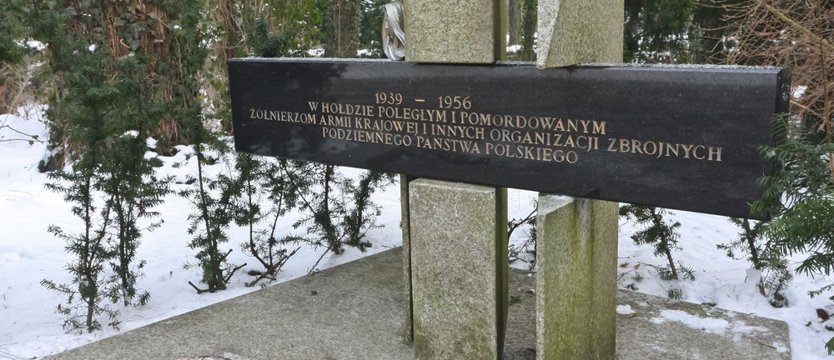 1939 – 1956
W HOŁDZIE POLEGŁYM I POMORDOWANYM
ŻOŁNIERZOM ARMII KRAJOWEJ I INNYCH ORGANIZACJI ZBROJNYCH
PODZIEMNEGO PAŃSTWA POLSKIEGO